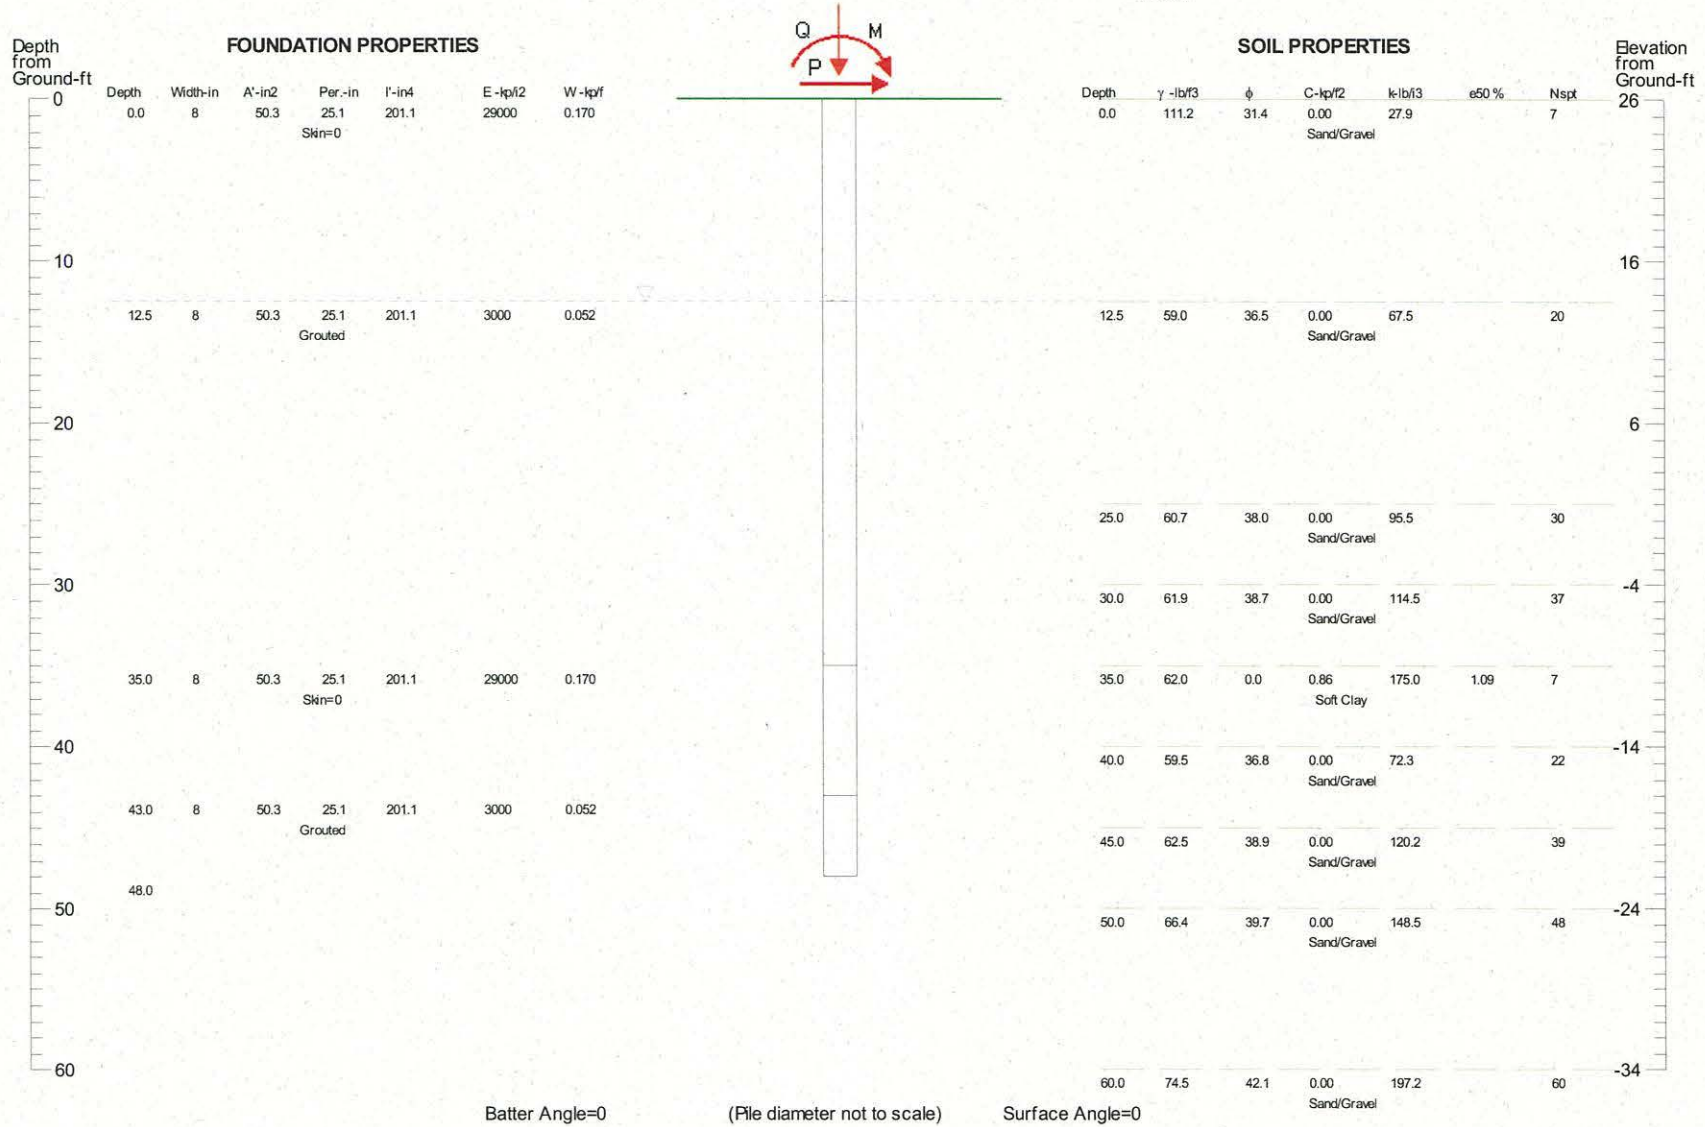 Depth from Ground-ft
FOUNDATION PROPERTIES
Q M
P
SOIL PROPERTIES
Elevation from Ground-ft
Depth Width-in A'-in2 Per.-in I'-in4 E -kp/i2 W -kp/f
0.0 8 50.3 25.1 201.1 29000 0.170
Skin=0
12.5 8 50.3 25.1 201.1 3000 0.052
Grouted
35.0 8 50.3 25.1 201.1 29000 0.170
Skin=0
43.0 8 50.3 25.1 201.1 3000 0.052
Grouted
48.0
0
10
20
30
40
50
60
Depth γ -lb/f3 ϕ C-kp/f2 k-lb/i3 e50 % Nspt
0.0 111.2 31.4 0.00 27.9 7
Sand/Gravel
12.5 59.0 36.5 0.00 67.5 20
Sand/Gravel
25.0 60.7 38.0 0.00 95.5 30
Sand/Gravel
30.0 61.9 38.7 0.00 114.5 37
Sand/Gravel
35.0 62.0 0.0 0.86 175.0 1.09 7
Soft Clay
40.0 59.5 36.8 0.00 72.3 22
Sand/Gravel
45.0 62.5 38.9 0.00 120.2 39
Sand/Gravel
50.0 66.4 39.7 0.00 148.5 48
Sand/Gravel
60.0 74.5 42.1 0.00 197.2 60
Sand/Gravel
26
16
6
-4
-14
-24
-34
Batter Angle=0 (Pile diameter not to scale) Surface Angle=0